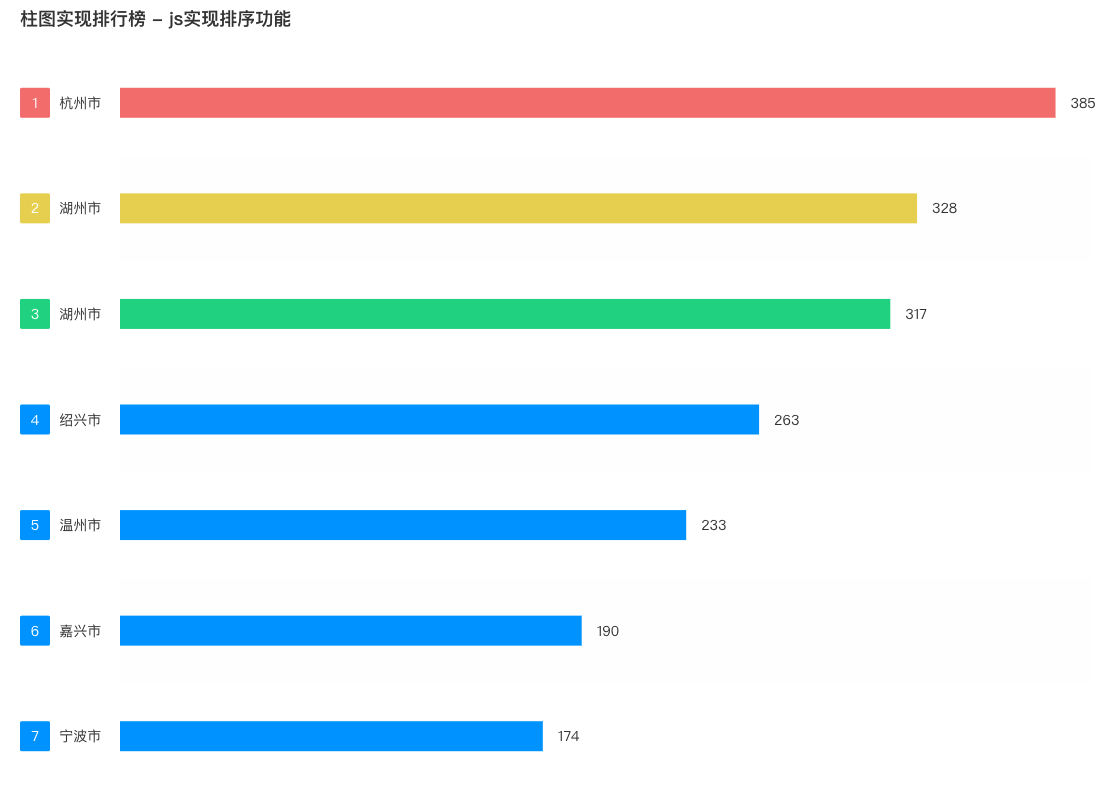 柱图实现排行榜 – js实现排序功能
1 杭州市 385
2 湖州市 328
3 湖州市 317
4 绍兴市 263
5 温州市 233
6 嘉兴市 190
7 宁波市 174